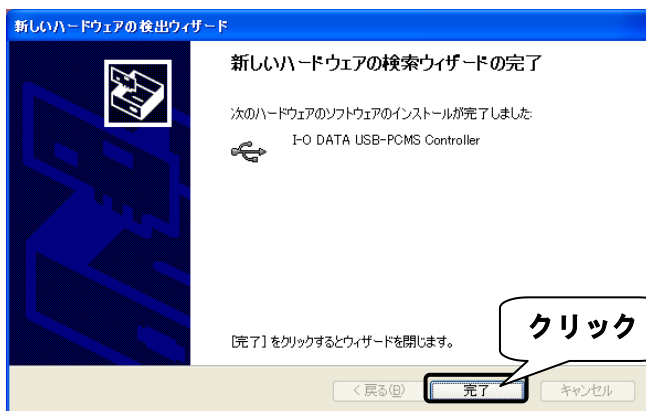 新しいハードウェアの検出ウィザード
新しいハードウェアの検索ウィザードの完了
次のハードウェアのソフトウェアのインストールが完了しました:
I-O DATA USB-PCMS Controller
[完了] をクリックするとウィザードを閉じます。
クリック
< 戻る(B)
完了
キャンセル